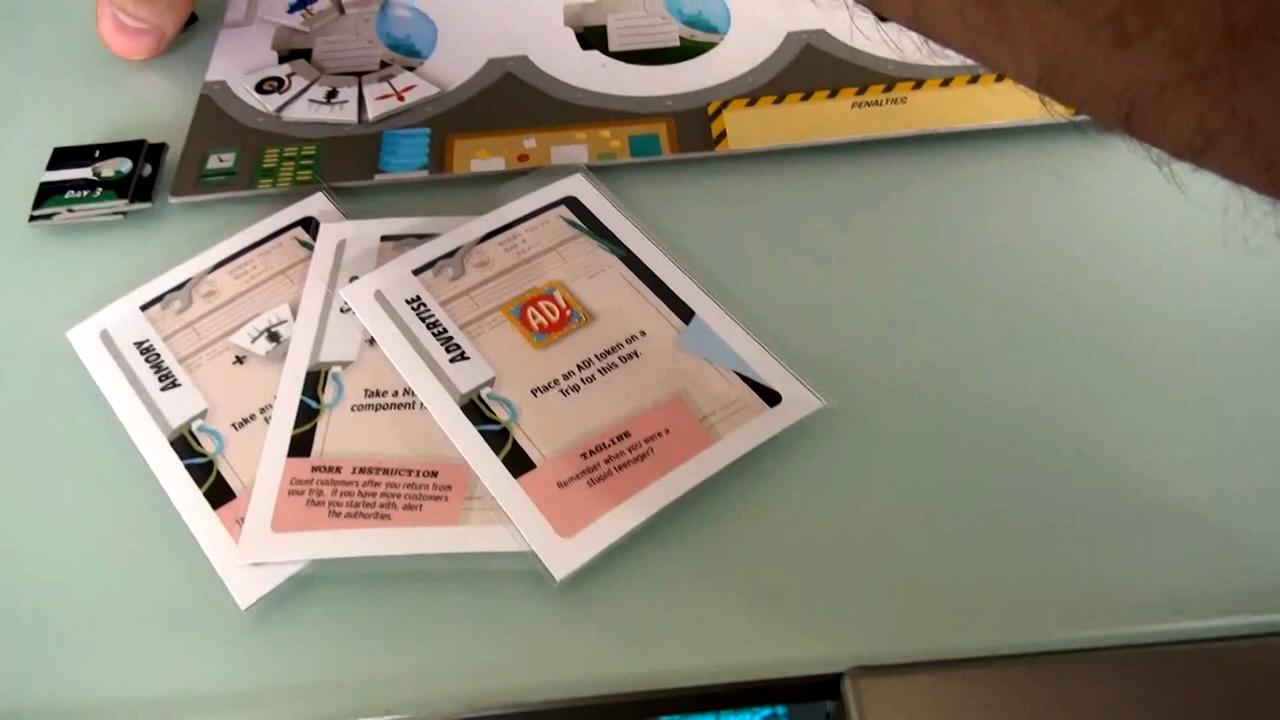 PENALTIES
DAY 3
ARMORY
+
Take an
Take a
component
WORK INSTRUCTION
Count customers after you return from
your trip. If you have more customers
than you started with, alert
the authorities.
ADVERTISE
AD!
Place an AD! token on a
Trip for this Day.
TAGLINE
Remember when you were a
stupid teenager?